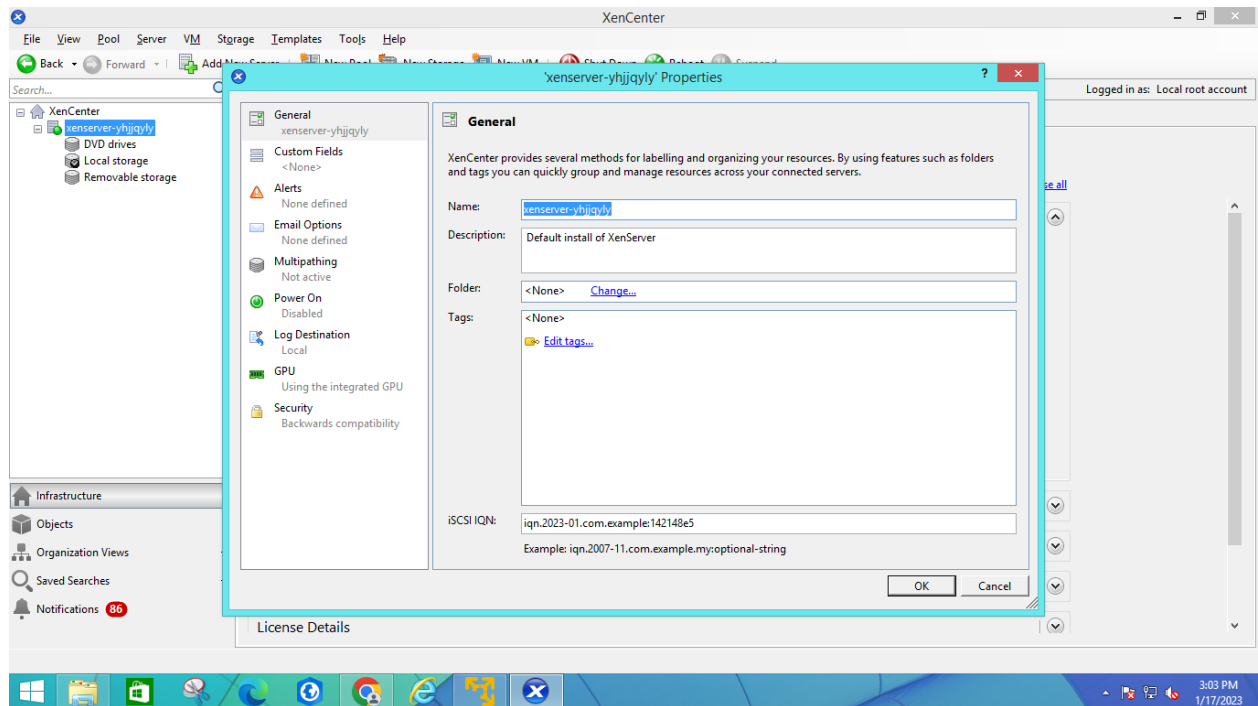 XenCenter
File View Pool Server VM Storage Templates Tools Help
Back Forward Add New Server New Pool New Storage New VM Shut Down Reboot Suspend
Search...
Logged in as: Local root account
XenCenter
xenserver-yhjjqyly
DVD drives
Local storage
Removable storage
'xenserver-yhjjqyly' Properties
?
General
xenserver-yhjjqyly
Custom Fields
<None>
Alerts
None defined
Email Options
None defined
Multipathing
Not active
Power On
Disabled
Log Destination
Local
GPU
Using the integrated GPU
Security
Backwards compatibility
General
XenCenter provides several methods for labelling and organizing your resources. By using features such as folders
and tags you can quickly group and manage resources across your connected servers.
Name: xenserver-yhjjqyly
Description: Default install of XenServer
Folder: <None> Change...
Tags: <None>
Edit tags...
iSCSI IQN: iqn.2023-01.com.example:142148e5
Example: iqn.2007-11.com.example.my:optional-string
OK Cancel
se all
Infrastructure
Objects
Organization Views
Saved Searches
Notifications 86
License Details
3:03 PM
1/17/2023